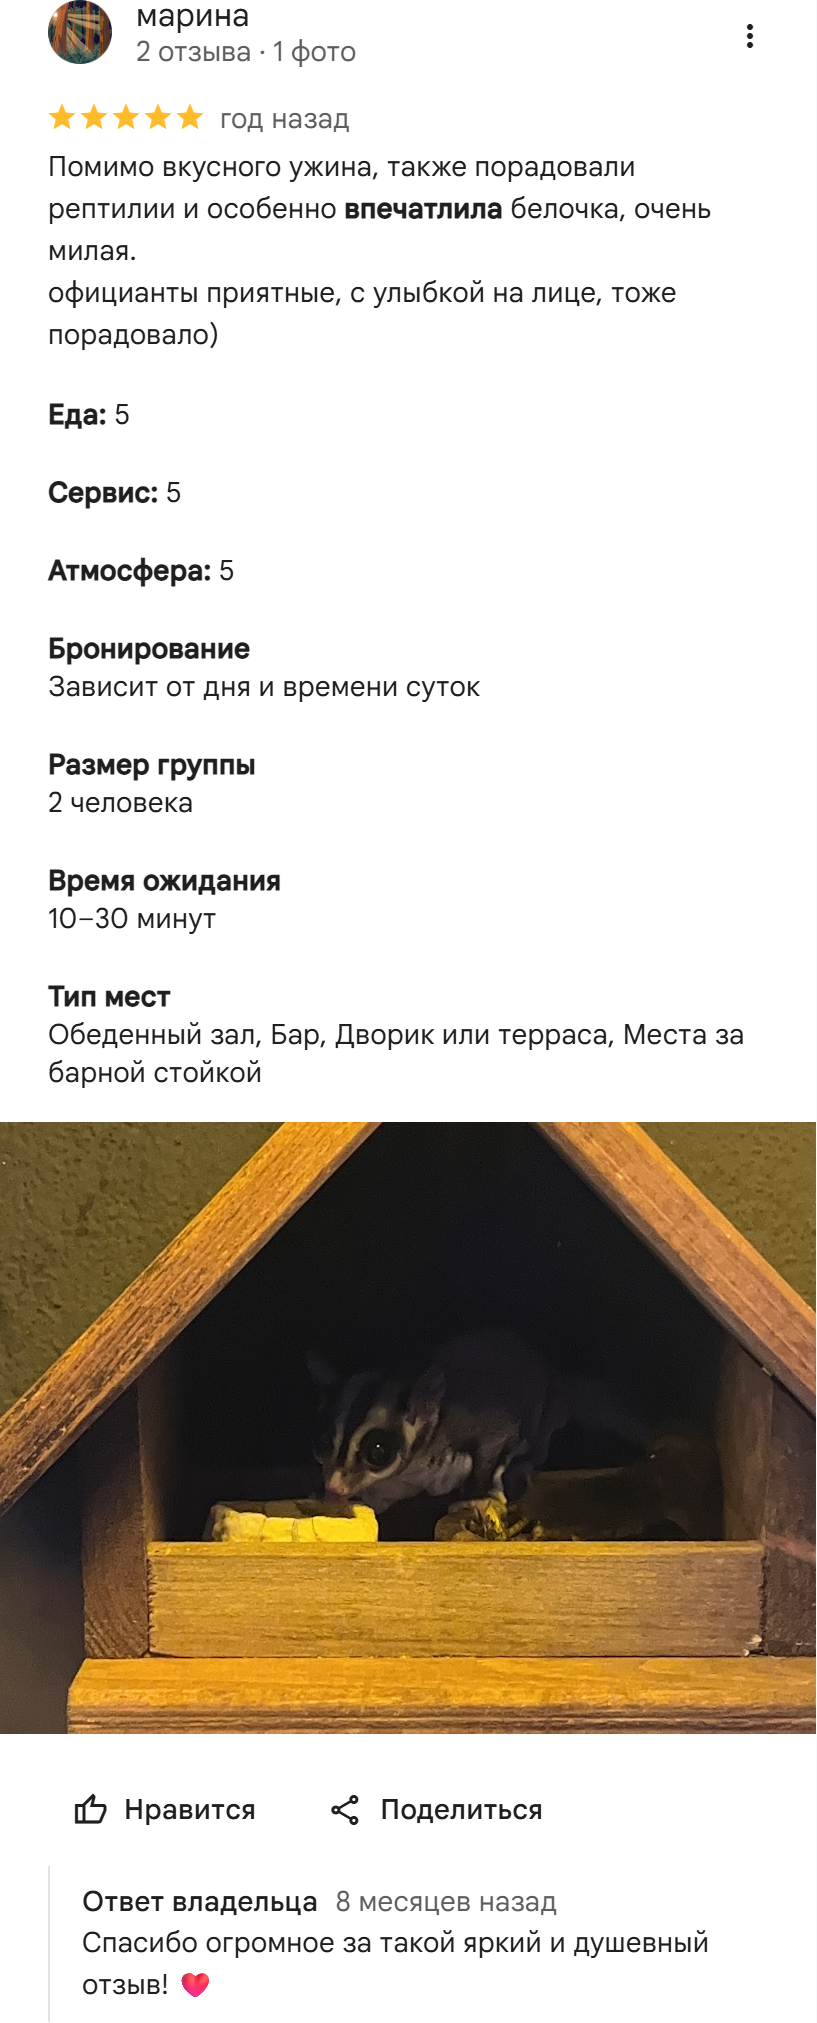 марина
2 отзыва · 1 фото
год назад
Помимо вкусного ужина, также порадовали
рептилии и особенно впечатлила белочка, очень
милая.
официанты приятные, с улыбкой на лице, тоже
порадовало)
Еда: 5
Сервис: 5
Атмосфера: 5
Бронирование
Зависит от дня и времени суток
Размер группы
2 человека
Время ожидания
10–30 минут
Тип мест
Обеденный зал, Бар, Дворик или терраса, Места за
барной стойкой
Нравится Поделиться
Ответ владельца 8 месяцев назад
Спасибо огромное за такой яркий и душевный
отзыв! ❤️